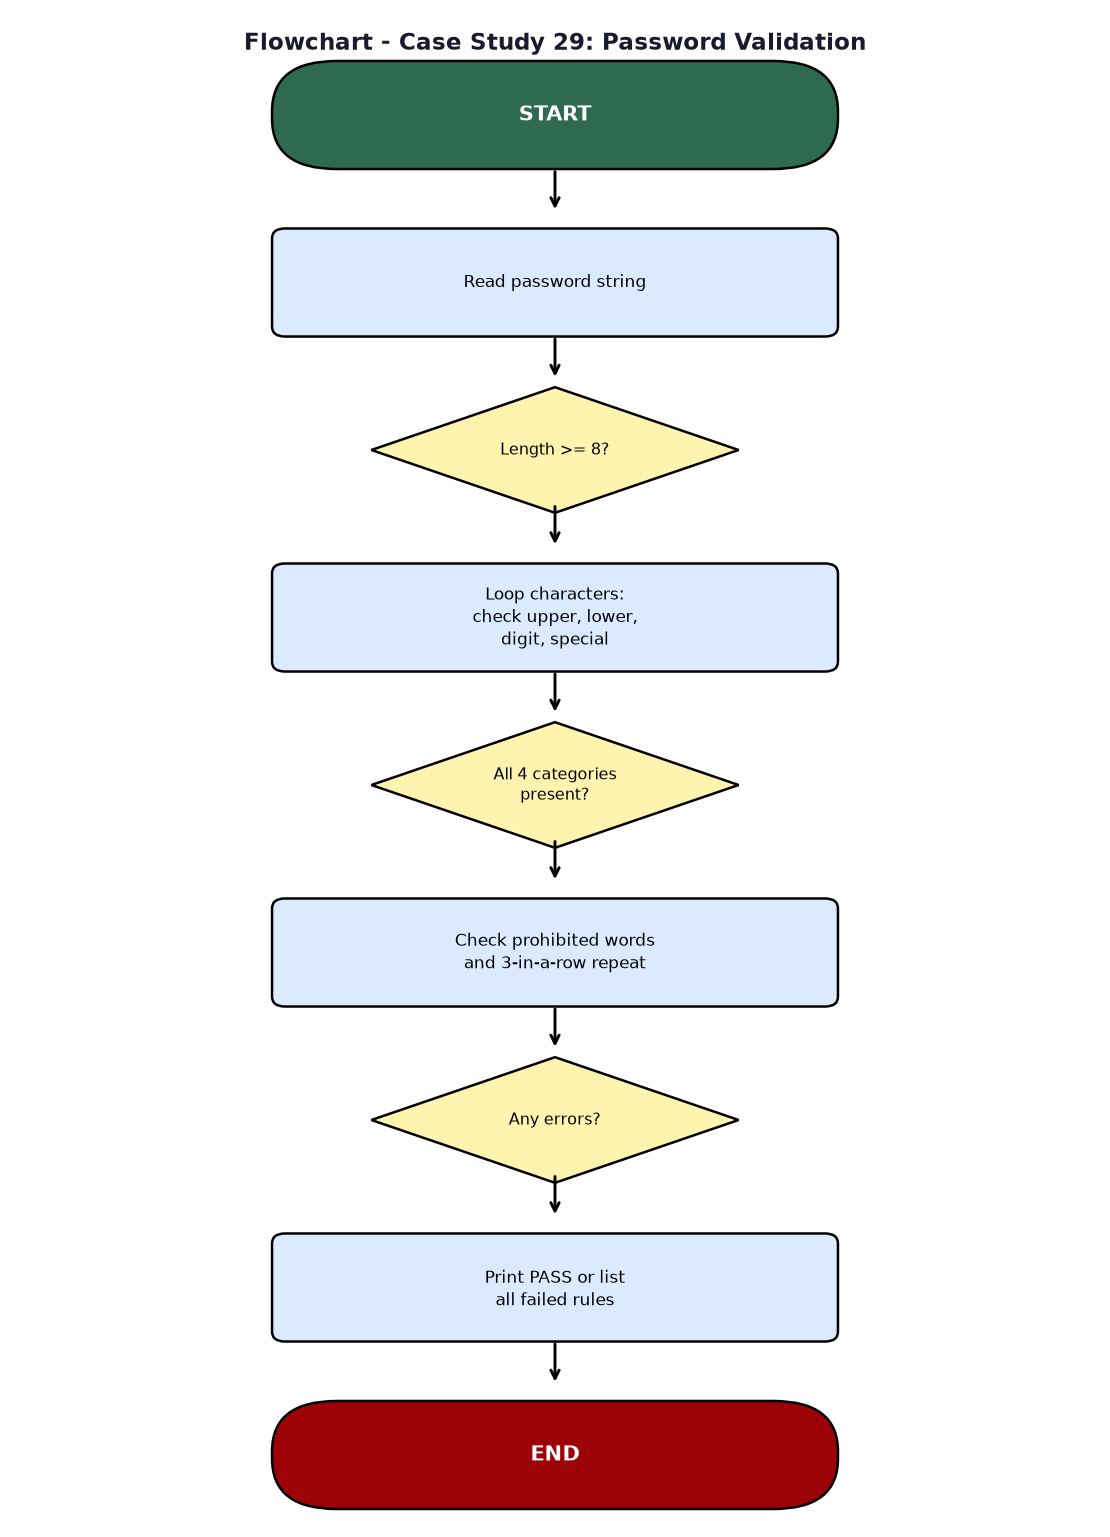 Flowchart - Case Study 29: Password Validation
START
Read password string
Length >= 8?
Loop characters:
check upper, lower,
digit, special
All 4 categories
present?
Check prohibited words
and 3-in-a-row repeat
Any errors?
Print PASS or list
all failed rules
END